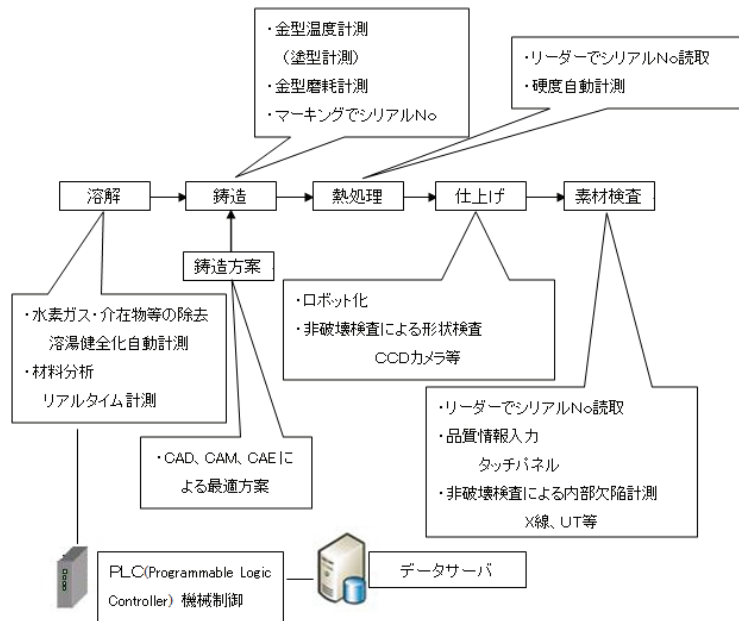 ・金型温度計測
（塗型計測）
・金型磨耗計測
・マーキングでシリアルNo
・リーダーでシリアルNo読取
・硬度自動計測
溶解
鋳造
熱処理
仕上げ
素材検査
鋳造方案
・水素ガス・介在物等の除去
溶湯健全化自動計測
・材料分析
リアルタイム計測
・ロボット化
・非破壊検査による形状検査
CCDカメラ等
・CAD、CAM、CAEに
よる最適方案
・リーダーでシリアルNo読取
・品質情報入力
タッチパネル
・非破壊検査による内部欠陥計測
X線、UT等
PLC(Programmable Logic
Controller) 機械制御
データサーバ